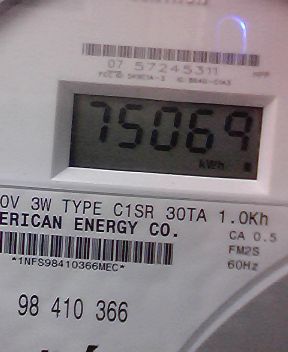 07 57245311
75069
kWh
0V 3W TYPE C1SR 30TA 1.0Kh
ERICAN ENERGY CO.
CA 0.5
FM2S
*1NFS98410366MEC*
60Hz
98 410 366